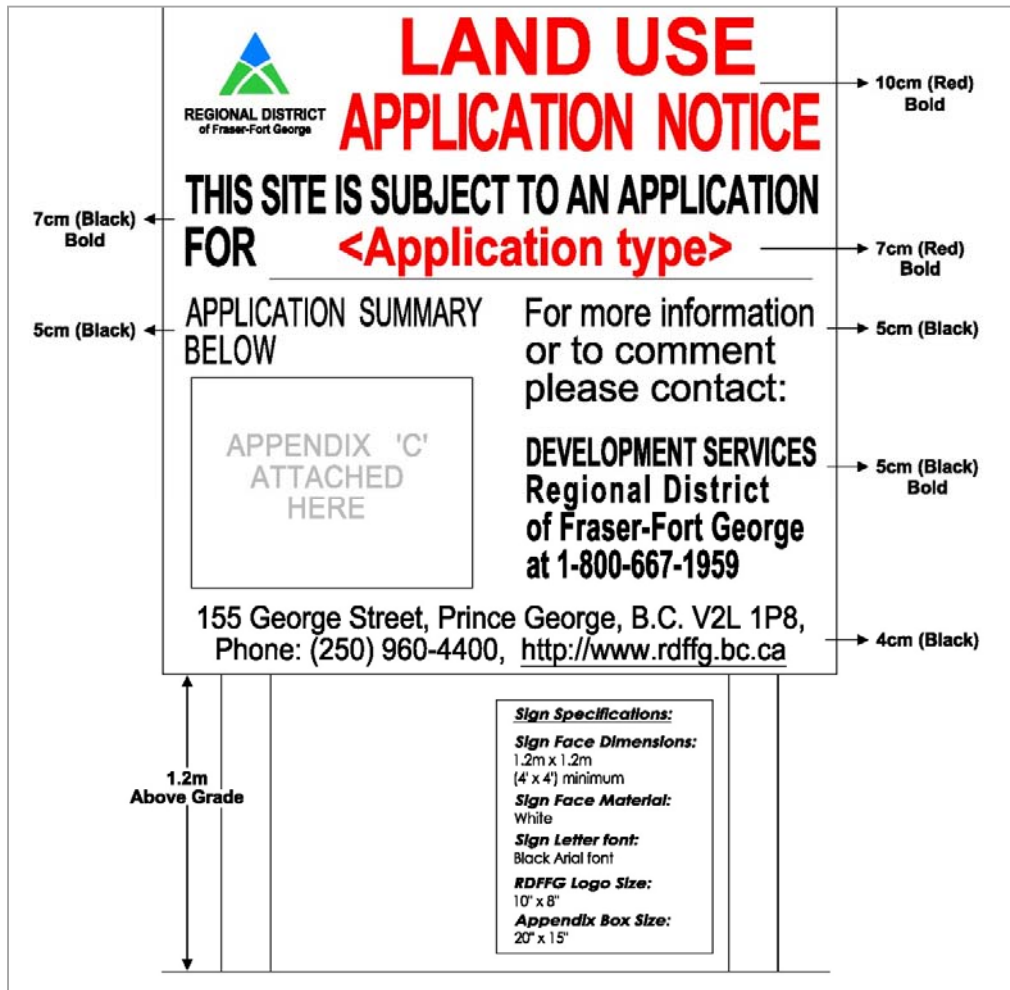 LAND USE
APPLICATION NOTICE
REGIONAL DISTRICT
of Fraser-Fort George
10cm (Red)
Bold
THIS SITE IS SUBJECT TO AN APPLICATION
FOR <Application type>
7cm (Black)
Bold
7cm (Red)
Bold
APPLICATION SUMMARY
BELOW
5cm (Black)
For more information
or to comment
please contact:
5cm (Black)
APPENDIX 'C'
ATTACHED
HERE
DEVELOPMENT SERVICES
Regional District
of Fraser-Fort George
at 1-800-667-1959
5cm (Black)
Bold
155 George Street, Prince George, B.C. V2L 1P8,
Phone: (250) 960-4400, http://www.rdffg.bc.ca
4cm (Black)
1.2m
Above Grade
Sign Specifications:
Sign Face Dimensions:
1.2m x 1.2m
(4' x 4') minimum
Sign Face Material:
White
Sign Letter font:
Black Arial font
RDFFG Logo Size:
10" x 8"
Appendix Box Size:
20" x 15"